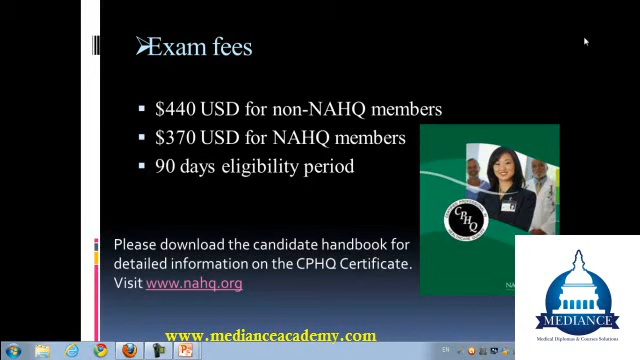 Exam fees
$440 USD for non-NAHQ members
$370 USD for NAHQ members
90 days eligibility period
CPHQ
Please download the candidate handbook for
detailed information on the CPHQ Certificate.
Visit www.nahq.org
MEDIANCE
Medical Diplomas & Courses Solutions
www.medianceacademy.com
EN